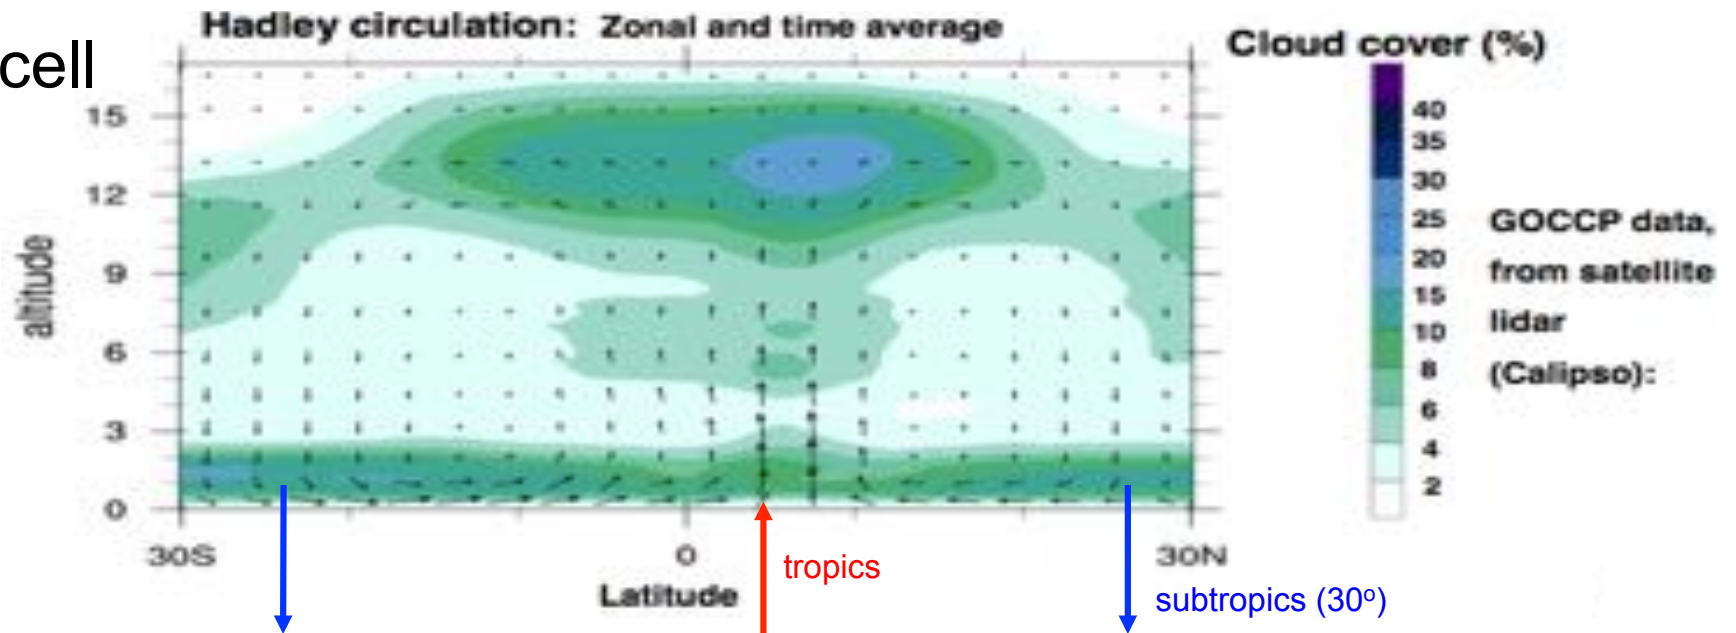 cell
Hadley circulation: Zonal and time average
Cloud cover (%)
altitude
15
12
9
6
3
0
30S
0
30N
Latitude
tropics
subtropics (30º)
40
35
30
25
20
15
10
8
6
4
2
GOCCP data,
from satellite
lidar
(Calipso):